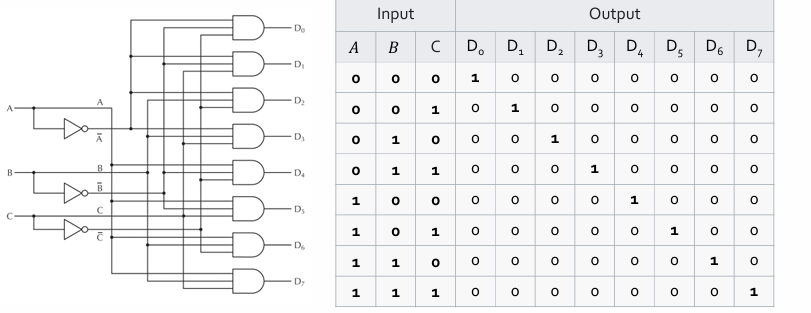 A
A
A̅
B
B
B̅
C
C
C̅
D₀
D₁
D₂
D₃
D₄
D₅
D₆
D₇
Input Output
A B C D₀ D₁ D₂ D₃ D₄ D₅ D₆ D₇
0 0 0 1 0 0 0 0 0 0 0
0 0 1 0 1 0 0 0 0 0 0
0 1 0 0 0 1 0 0 0 0 0
0 1 1 0 0 0 1 0 0 0 0
1 0 0 0 0 0 0 1 0 0 0
1 0 1 0 0 0 0 0 1 0 0
1 1 0 0 0 0 0 0 0 1 0
1 1 1 0 0 0 0 0 0 0 1